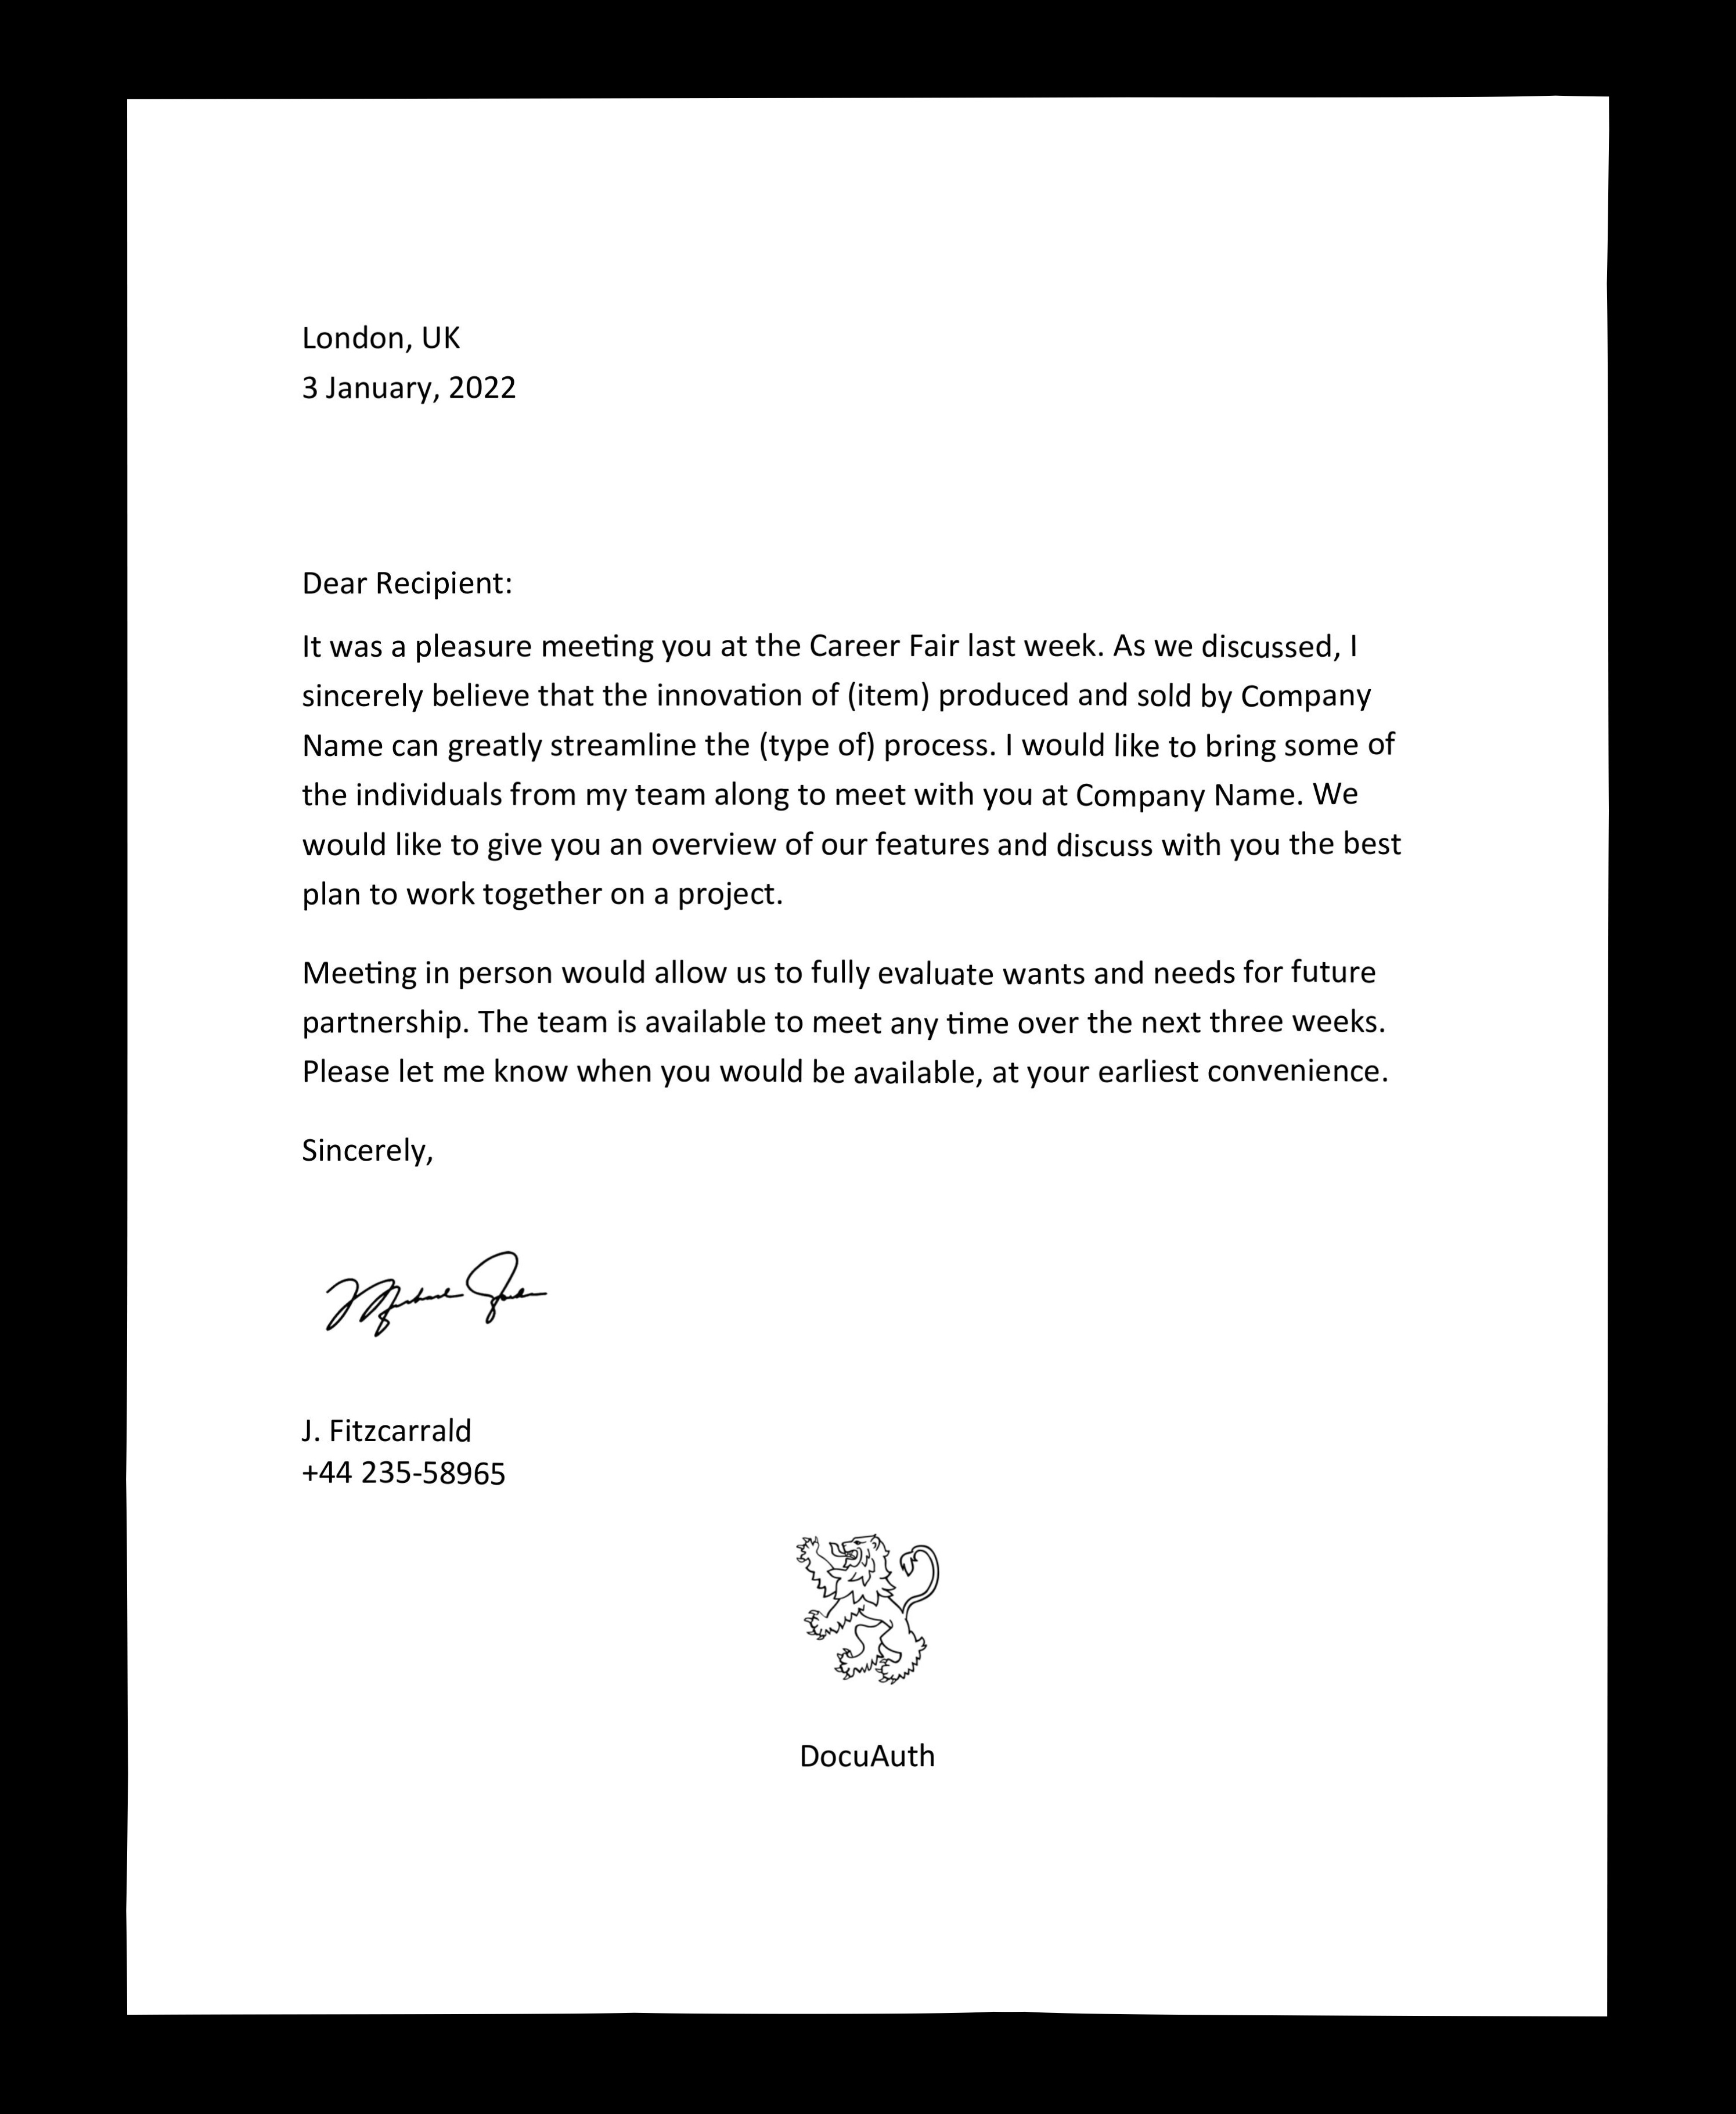 London, UK
3 January, 2022
Dear Recipient:
It was a pleasure meeting you at the Career Fair last week. As we discussed, I
sincerely believe that the innovation of (item) produced and sold by Company
Name can greatly streamline the (type of) process. I would like to bring some of
the individuals from my team along to meet with you at Company Name. We
would like to give you an overview of our features and discuss with you the best
plan to work together on a project.
Meeting in person would allow us to fully evaluate wants and needs for future
partnership. The team is available to meet any time over the next three weeks.
Please let me know when you would be available, at your earliest convenience.
Sincerely,
J. Fitzcarrald
+44 235-58965
DocuAuth